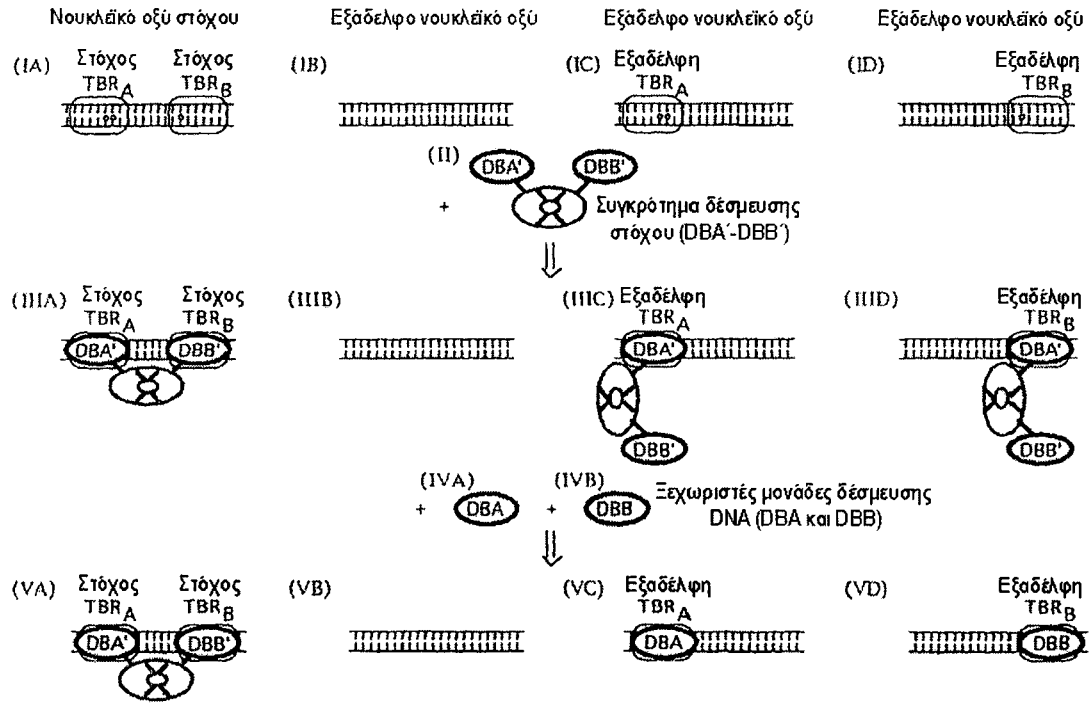 Νουκλεϊκό οξύ στόχου Εξάδελφο νουκλεϊκό οξύ Εξάδελφο νουκλεϊκό οξύ Εξάδελφο νουκλεϊκό οξύ
(IA) Στόχος Στόχος (IB) (IC) Εξαδέλφη (ID) Εξαδέλφη
TBRA TBRB TBRA TBRB
(II) DBA' DBB'
+ Συγκρότημα δέσμευσης
στόχου (DBA΄-DBB΄)
(IIIA) Στόχος Στόχος (IIIB) (IIIC) Εξαδέλφη (IIID) Εξαδέλφη
TBRA TBRB TBRA TBRB
DBA' DBB' DBA' DBA'
DBB' DBB'
(IVA) (IVB) Ξεχωριστές μονάδες δέσμευσης
+ DBA + DBB DNA (DBA και DBB)
(VA) Στόχος Στόχος (VB) (VC) Εξαδέλφη (VD) Εξαδέλφη
TBRA TBRB TBRA TBRB
DBA' DBB' DBA DBB